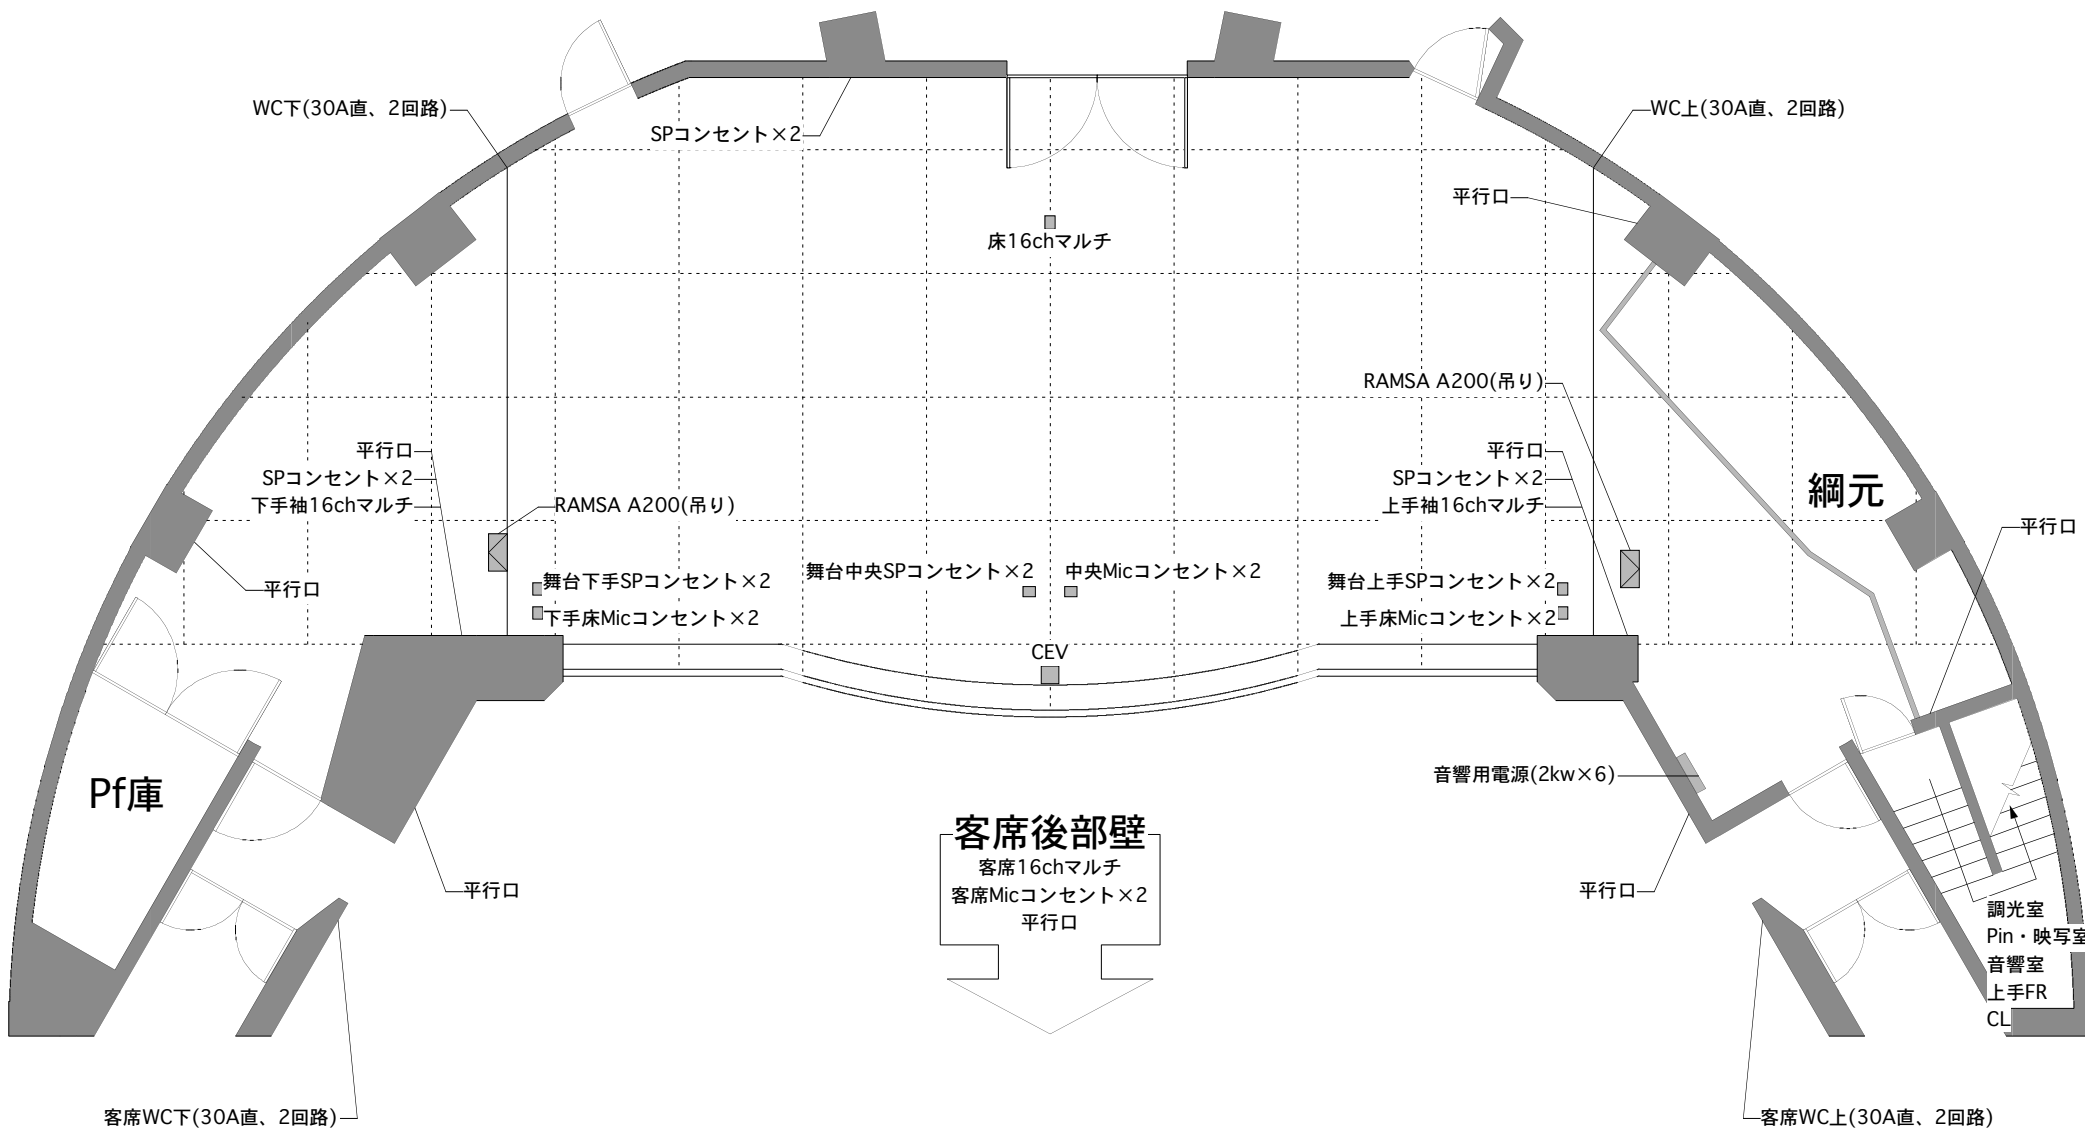 WC下(30A直、2回路)
SPコンセント×2
WC上(30A直、2回路)
平行口
床16chマルチ
RAMSA A200(吊り)
平行口
SPコンセント×2
下手袖16chマルチ
RAMSA A200(吊り)
平行口
SPコンセント×2
上手袖16chマルチ
綱元
平行口
平行口
舞台下手SPコンセント×2
下手床Micコンセント×2
舞台中央SPコンセント×2
中央Micコンセント×2
舞台上手SPコンセント×2
上手床Micコンセント×2
CEV
Pf庫
音響用電源(2kw×6)
客席後部壁
客席16chマルチ
客席Micコンセント×2
平行口
平行口
平行口
調光室
Pin・映写室
音響室
上手FR
CL
客席WC下(30A直、2回路)
客席WC上(30A直、2回路)